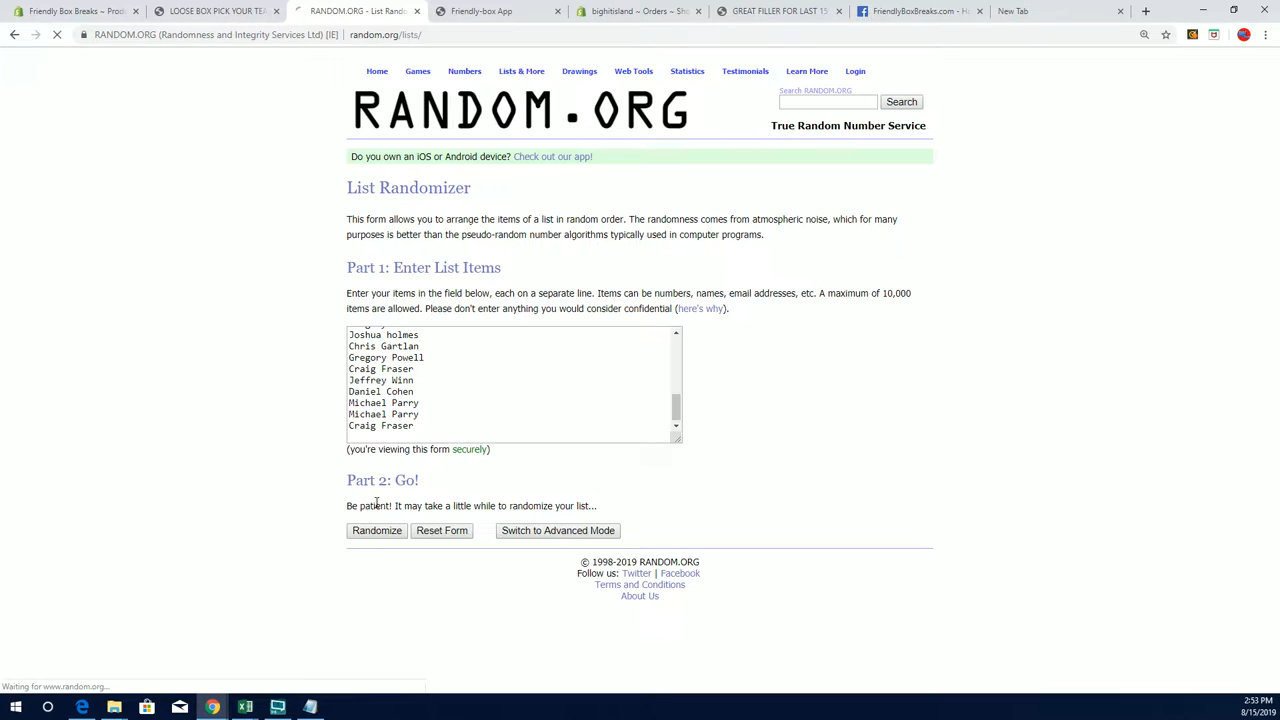 Friendly Box Breaks ~ Prod
LOOSE BOX PICK YOUR TEA
RANDOM.ORG - List Randomizer
Friendly-box App
bighitisland ~ Orders ~ Sho
GREAT FILLER FOR LAST 15
FriendlyBoxBreaks.com - H
New Tab
RANDOM.ORG (Randomness and Integrity Services Ltd) [IE] | random.org/lists/
Home Games Numbers Lists & More Drawings Web Tools Statistics Testimonials Learn More Login
RANDOM.ORG
Search RANDOM.ORG
Search
True Random Number Service
Do you own an iOS or Android device? Check out our app!
List Randomizer
This form allows you to arrange the items of a list in random order. The randomness comes from atmospheric noise, which for many
purposes is better than the pseudo-random number algorithms typically used in computer programs.
Part 1: Enter List Items
Enter your items in the field below, each on a separate line. Items can be numbers, names, email addresses, etc. A maximum of 10,000
items are allowed. Please don't enter anything you would consider confidential (here's why).
Joshua holmes
Chris Gartlan
Gregory Powell
Craig Fraser
Jeffrey Winn
Daniel Cohen
Michael Parry
Michael Parry
Craig Fraser
(you're viewing this form securely)
Part 2: Go!
Be patient! It may take a little while to randomize your list...
Randomize Reset Form Switch to Advanced Mode
© 1998-2019 RANDOM.ORG
Follow us: Twitter | Facebook
Terms and Conditions
About Us
Waiting for www.random.org...
2:53 PM
8/15/2019